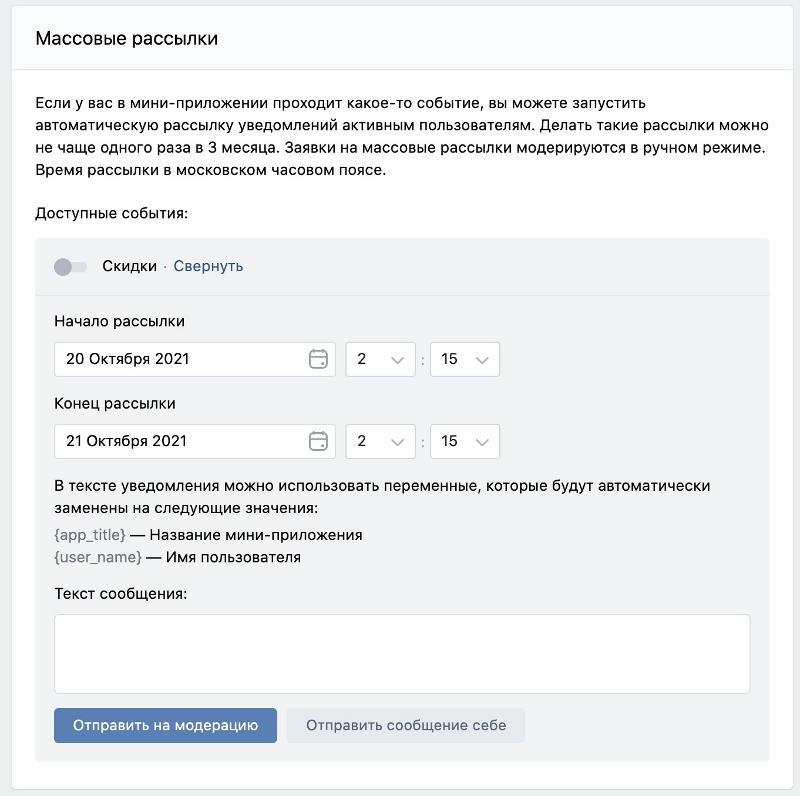 Массовые рассылки
Если у вас в мини-приложении проходит какое-то событие, вы можете запустить
автоматическую рассылку уведомлений активным пользователям. Делать такие рассылки можно
не чаще одного раза в 3 месяца. Заявки на массовые рассылки модерируются в ручном режиме.
Время рассылки в московском часовом поясе.
Доступные события:
Скидки · Свернуть
Начало рассылки
20 Октября 2021 2 : 15
Конец рассылки
21 Октября 2021 2 : 15
В тексте уведомления можно использовать переменные, которые будут автоматически
заменены на следующие значения:
{app_title} — Название мини-приложения
{user_name} — Имя пользователя
Текст сообщения:
Отправить на модерацию Отправить сообщение себе